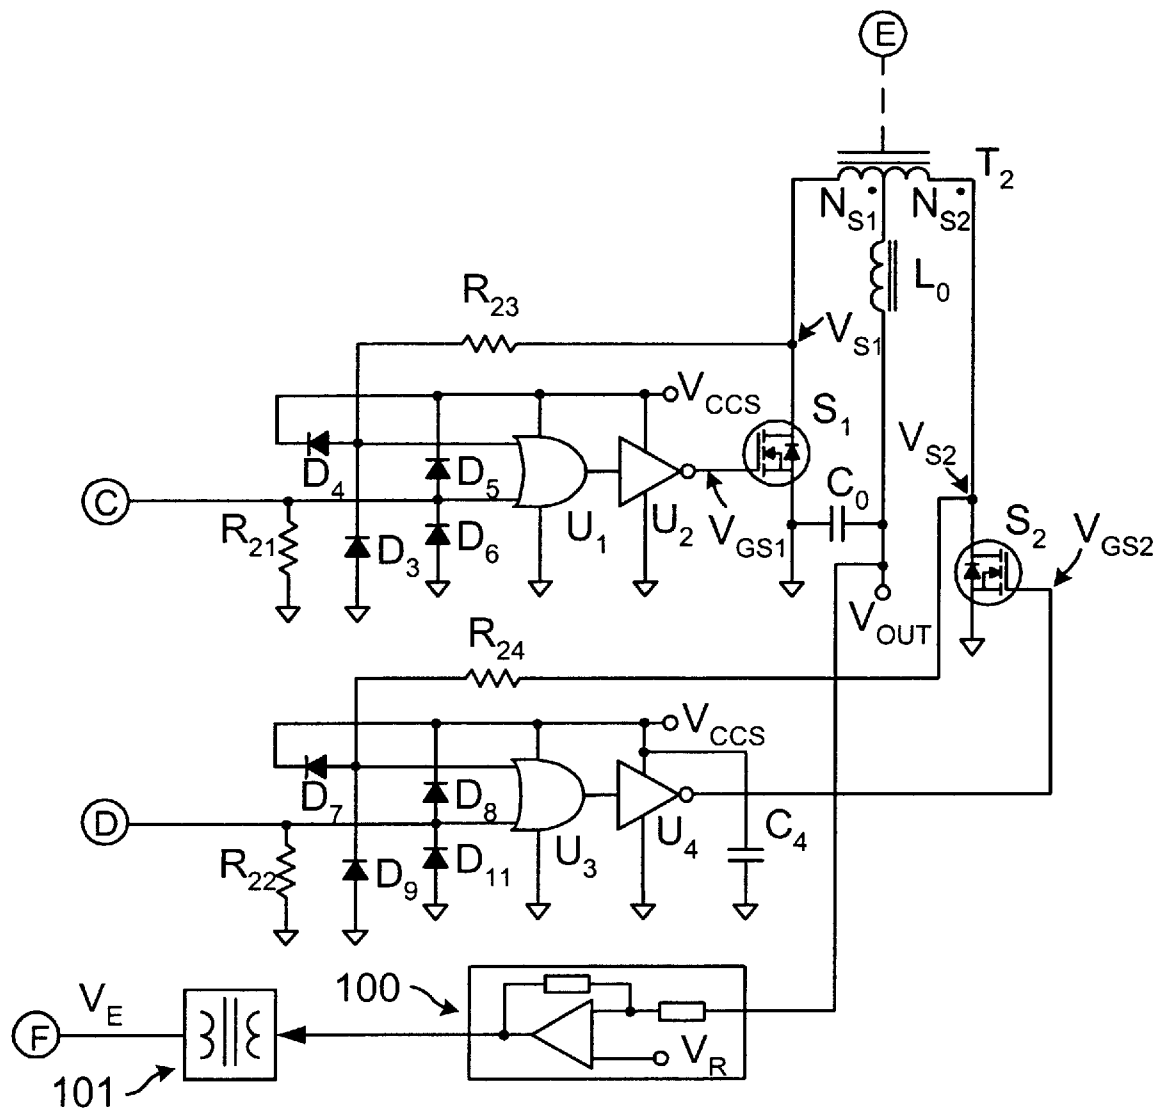 E
T2
NS1 NS2
L0
R23
VS1
VCCS
S1
VS2
D4
D5
C
C0
R21
D3
D6
U1
U2
VGS1
S2
VGS2
VOUT
R24
VCCS
D7
D8
D
C4
R22
D9
D11
U3
U4
100
VE
F
VR
101